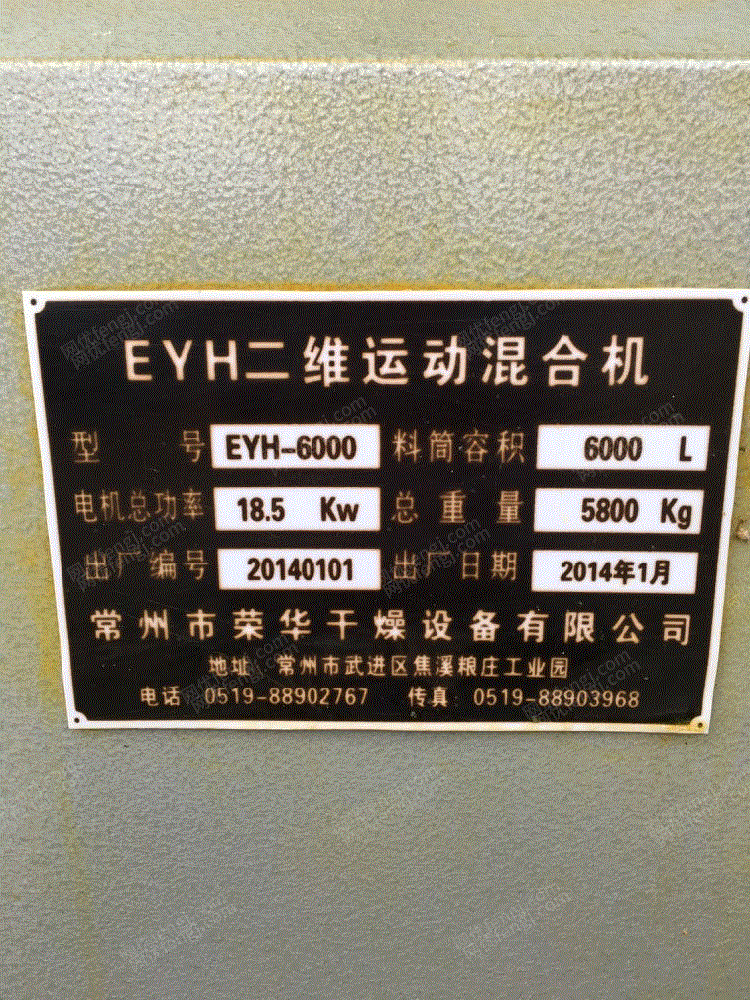 EYH二维运动混合机
型号 EYH-6000 料筒容积 6000 L
电机总功率 18.5 Kw 总重量 5800 Kg
出厂编号 20140101 出厂日期 2014年1月
常州市荣华干燥设备有限公司
地址 常州市武进区焦溪粮庄工业园
电话 0519-88902767 传真 0519-88903968